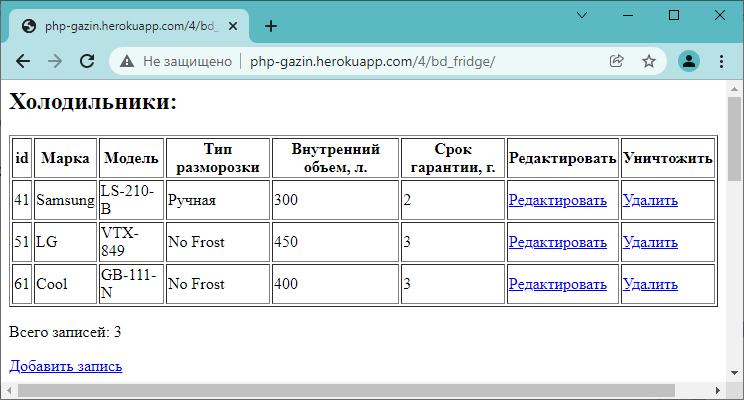 php-gazin.herokuapp.com/4/bd_
Не защищено
php-gazin.herokuapp.com/4/bd_fridge/
Холодильники:
id Марка Модель Тип разморозки Внутренний объем, л. Срок гарантии, г. Редактировать Уничтожить
41 Samsung LS-210-B Ручная 300 2 Редактировать Удалить
51 LG VTX-849 No Frost 450 3 Редактировать Удалить
61 Cool GB-111-N No Frost 400 3 Редактировать Удалить
Всего записей: 3
Добавить запись